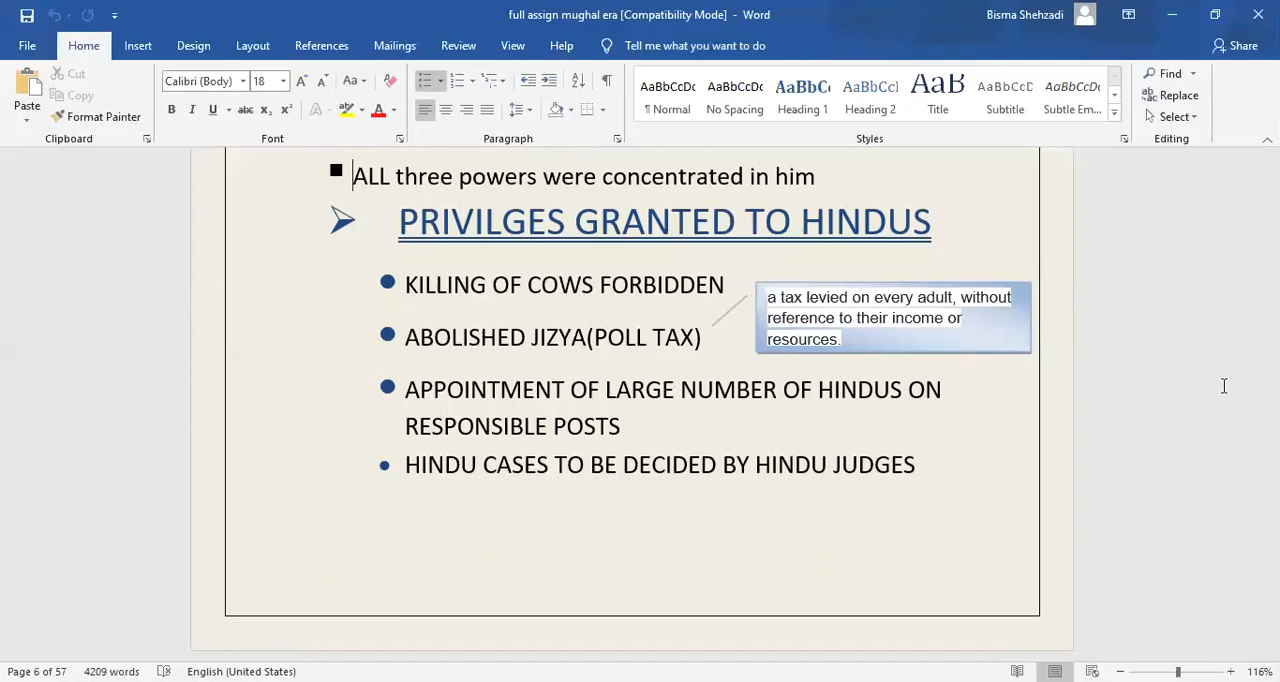 full assign mughal era [Compatibility Mode] - Word
Bisma Shehzadi
File Home Insert Design Layout References Mailings Review View Help Tell me what you want to do Share
Paste
Cut
Copy
Format Painter
Clipboard
Calibri (Body) 18
Font
Paragraph
AaBbCcDc AaBbCcDc AaBbC AaBbCcI AaB AaBbCcD AaBbCcDc
¶ Normal No Spacing Heading 1 Heading 2 Title Subtitle Subtle Em...
Styles
Find
Replace
Select
Editing
ALL three powers were concentrated in him
PRIVILGES GRANTED TO HINDUS
KILLING OF COWS FORBIDDEN
a tax levied on every adult, without
reference to their income or
resources.
ABOLISHED JIZYA(POLL TAX)
APPOINTMENT OF LARGE NUMBER OF HINDUS ON
RESPONSIBLE POSTS
HINDU CASES TO BE DECIDED BY HINDU JUDGES
Page 6 of 57 4209 words English (United States) 116%